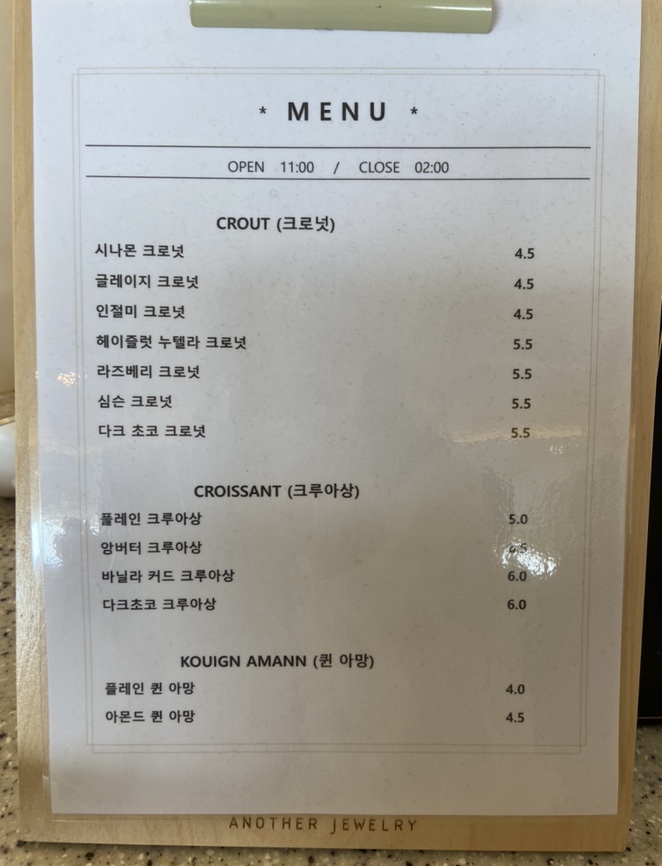 * MENU *
OPEN 11:00 / CLOSE 02:00
CROUT (크로넛)
시나몬 크로넛 4.5
글레이지 크로넛 4.5
인절미 크로넛 4.5
헤이즐럿 누텔라 크로넛 5.5
라즈베리 크로넛 5.5
심슨 크로넛 5.5
다크 초코 크로넛 5.5
CROISSANT (크루아상)
플레인 크루아상 5.0
앙버터 크루아상
바닐라 커드 크루아상 6.0
다크초코 크루아상 6.0
KOUIGN AMANN (퀸 아망)
플레인 퀸 아망 4.0
아몬드 퀸 아망 4.5
ANOTHER JEWELRY